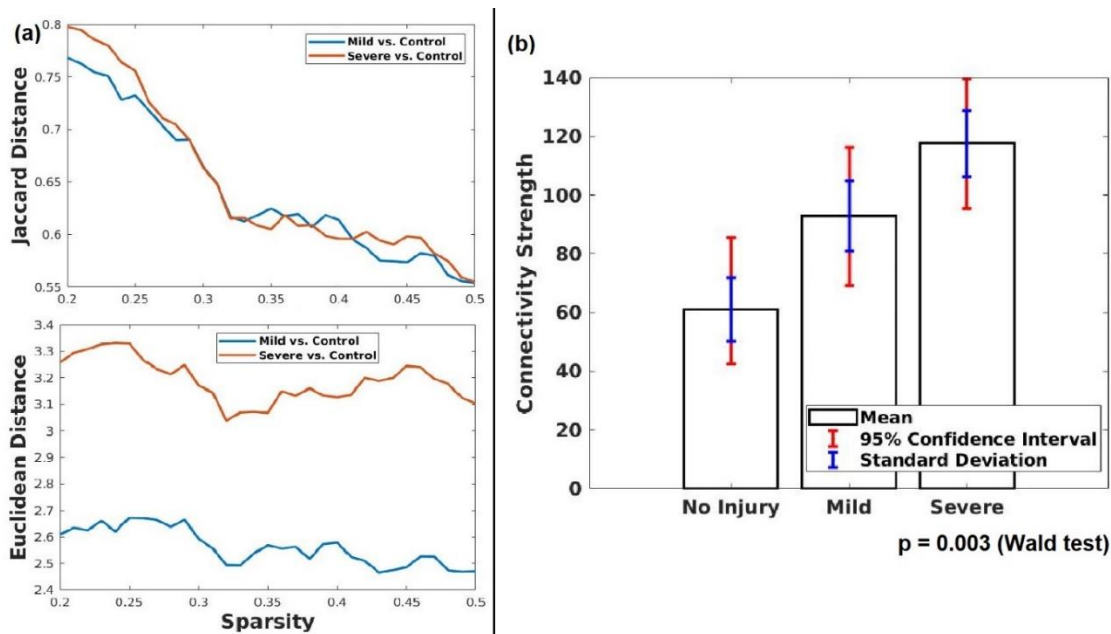 (a)
0.8
0.75
0.7
0.65
0.6
0.55
Jaccard Distance
Mild vs. Control
Severe vs. Control
0.2 0.25 0.3 0.35 0.4 0.45 0.5
3.4
3.3
3.2
3.1
3
2.9
2.8
2.7
2.6
2.5
2.4
Euclidean Distance
Mild vs. Control
Severe vs. Control
0.2 0.25 0.3 0.35 0.4 0.45 0.5
Sparsity
(b)
140
120
100
80
60
40
20
0
Connectivity Strength
Mean
95% Confidence Interval
Standard Deviation
No Injury Mild Severe
p = 0.003 (Wald test)